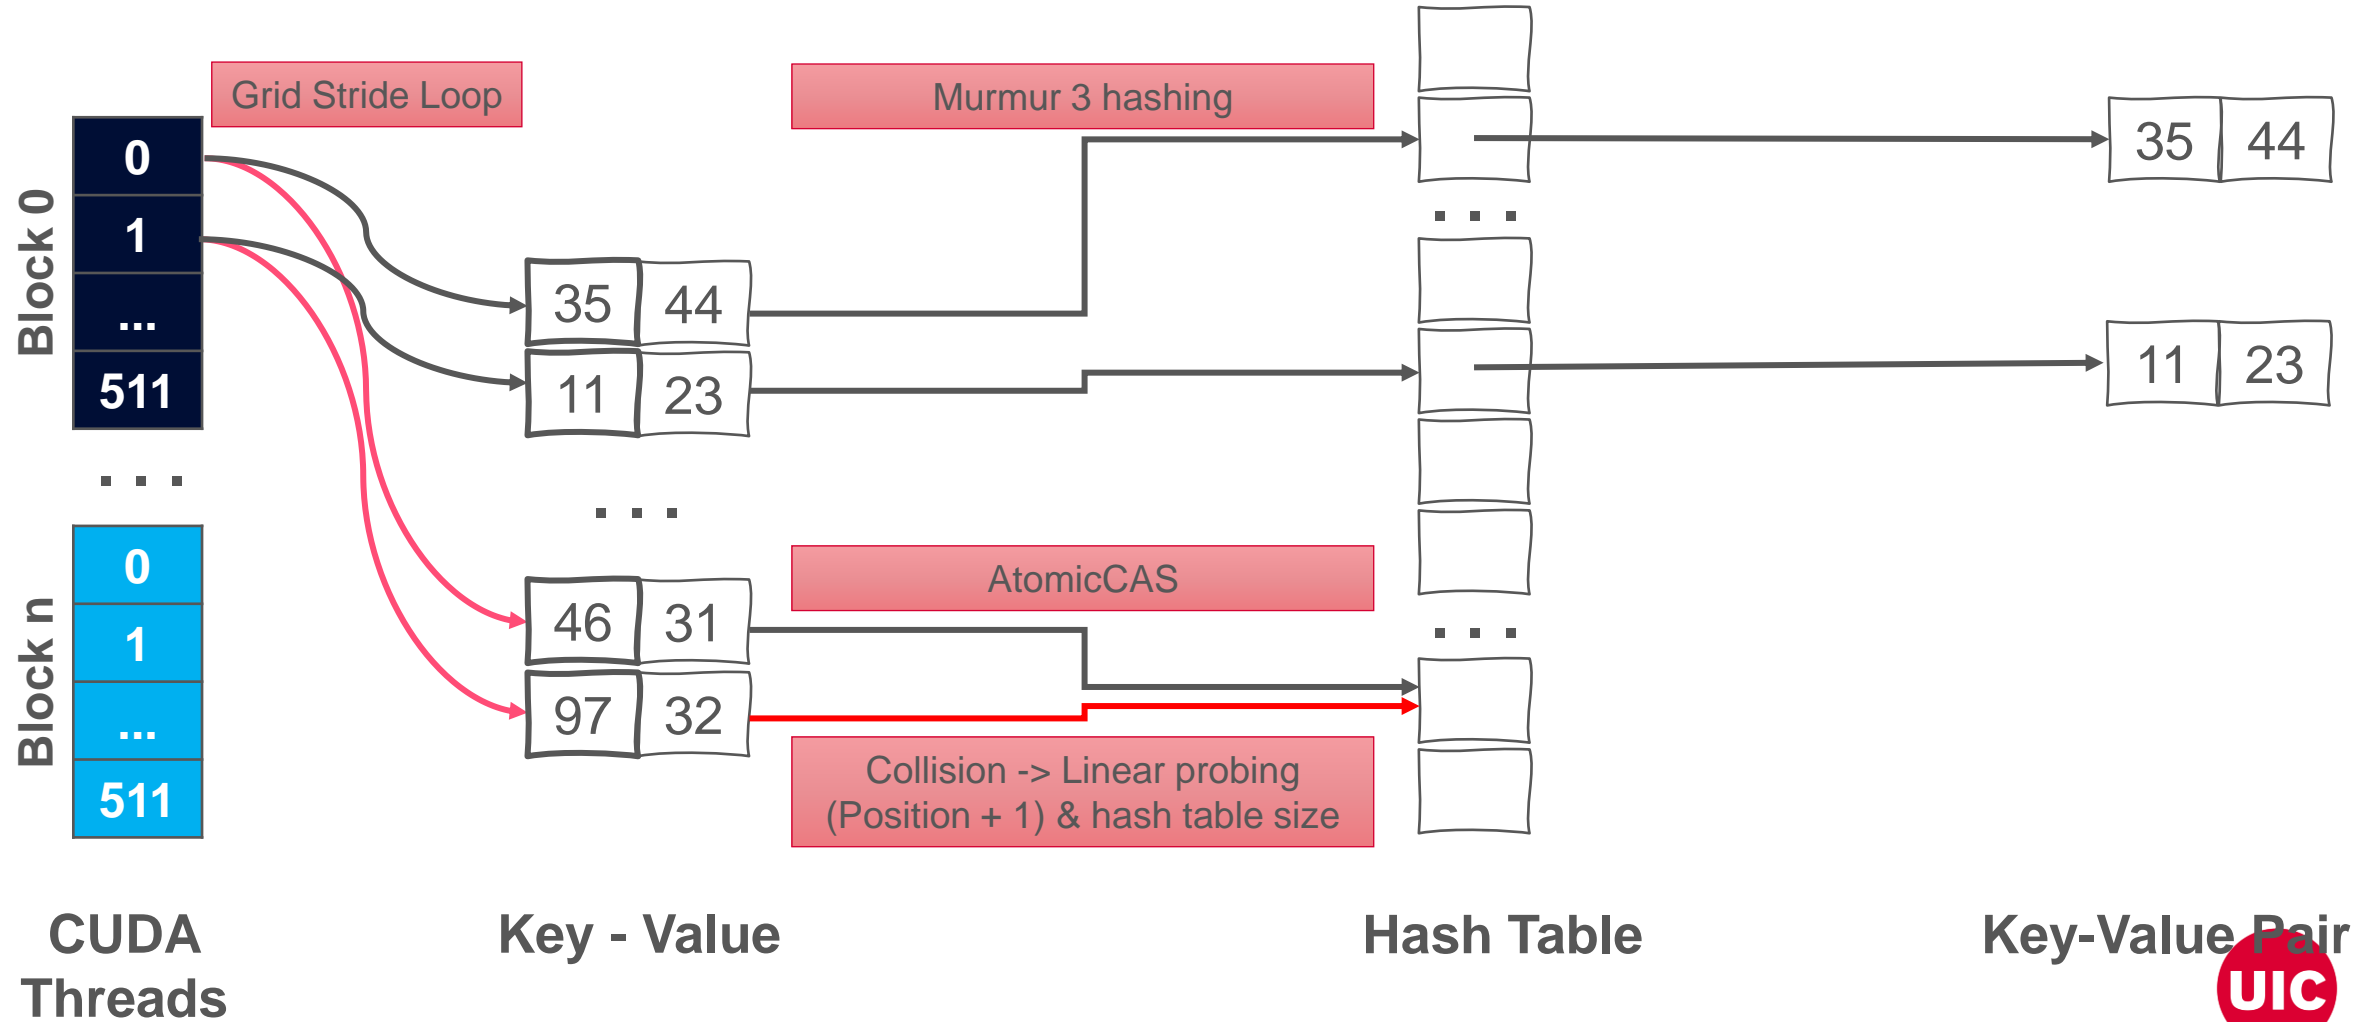 Grid Stride Loop
Murmur 3 hashing
Block 0
0
1
...
511
. . .
Block n
0
1
...
511
35 44
11 23
. . .
46 31
97 32
AtomicCAS
Collision -> Linear probing
(Position + 1) & hash table size
. . .
. . .
35 44
11 23
CUDA
Threads
Key - Value
Hash Table
Key-Value Pair
UIC